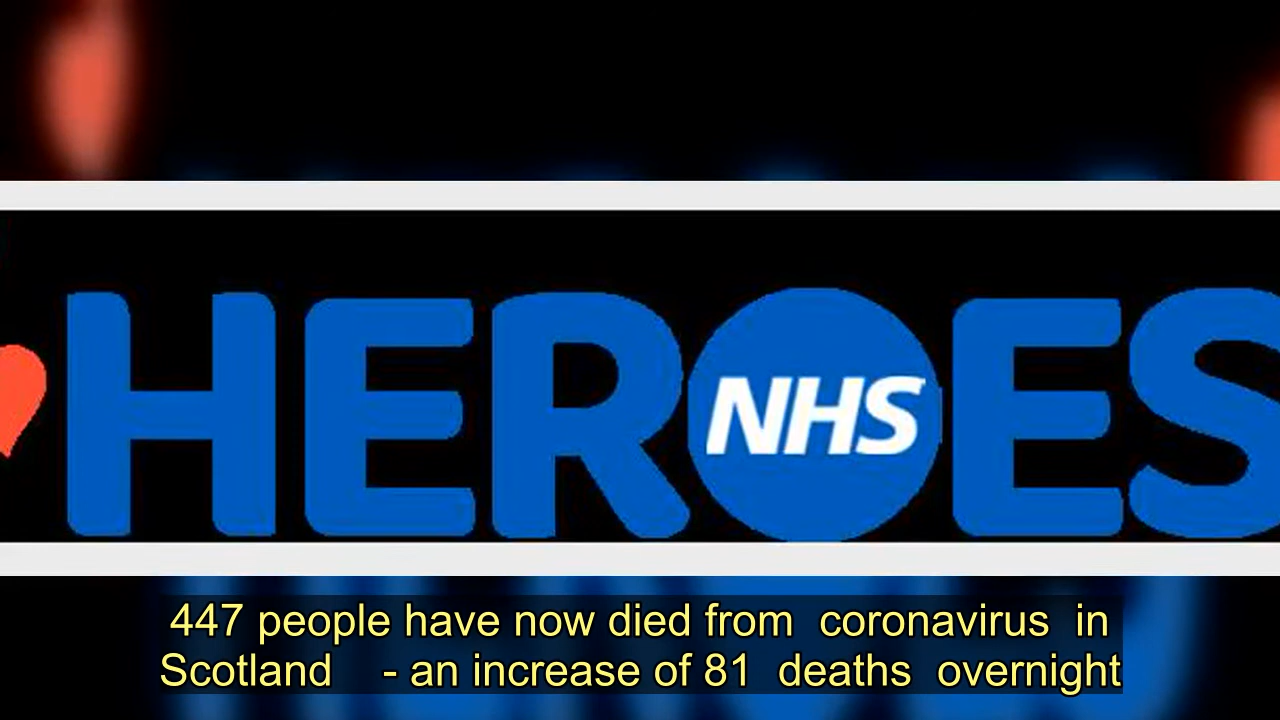 HEROES
NHS
447 people have now died from coronavirus in
Scotland - an increase of 81 deaths overnight